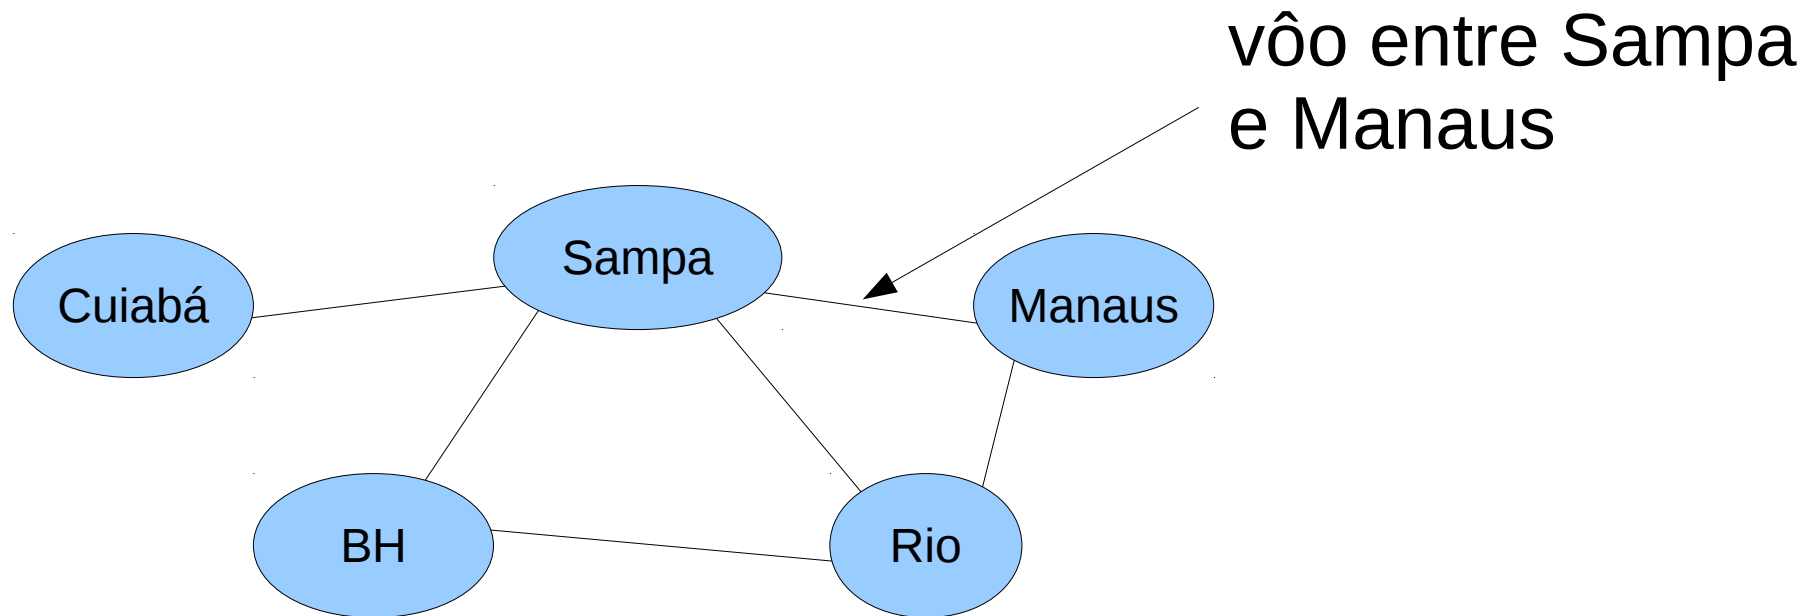 vôo entre Sampa
e Manaus
Sampa
Cuiabá
Manaus
BH
Rio